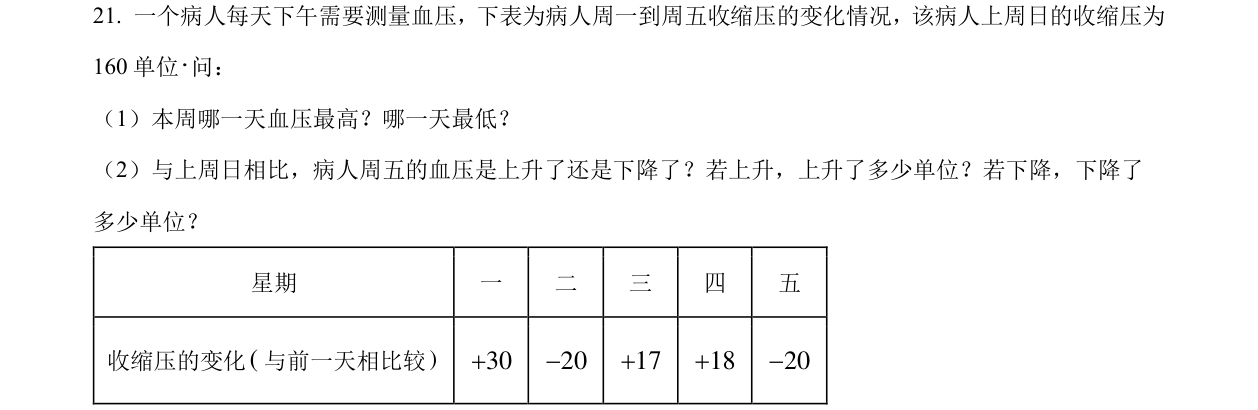 21. 一个病人每天下午需要测量血压，下表为病人周一到周五收缩压的变化情况，该病人上周日的收缩压为
160 单位·问：
（1）本周哪一天血压最高？哪一天最低？
（2）与上周日相比，病人周五的血压是上升了还是下降了？若上升，上升了多少单位？若下降，下降了
多少单位？
星期 一 二 三 四 五
收缩压的变化( 与前一天相比较） +30 −20 +17 +18 −20